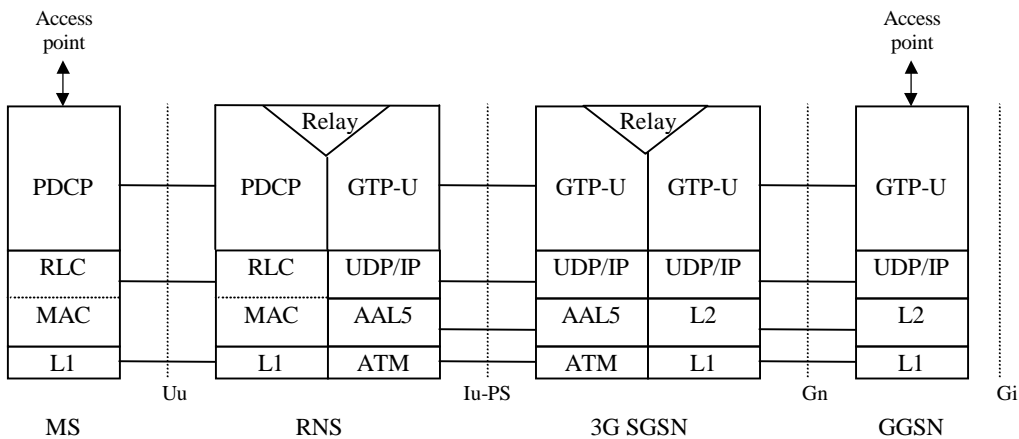 Access
point
Access
point
Relay
Relay
PDCP PDCP GTP-U GTP-U GTP-U GTP-U
RLC RLC UDP/IP UDP/IP UDP/IP UDP/IP
MAC MAC AAL5 AAL5 L2 L2
L1 L1 ATM ATM L1 L1
Uu Iu-PS Gn Gi
MS RNS 3G SGSN GGSN